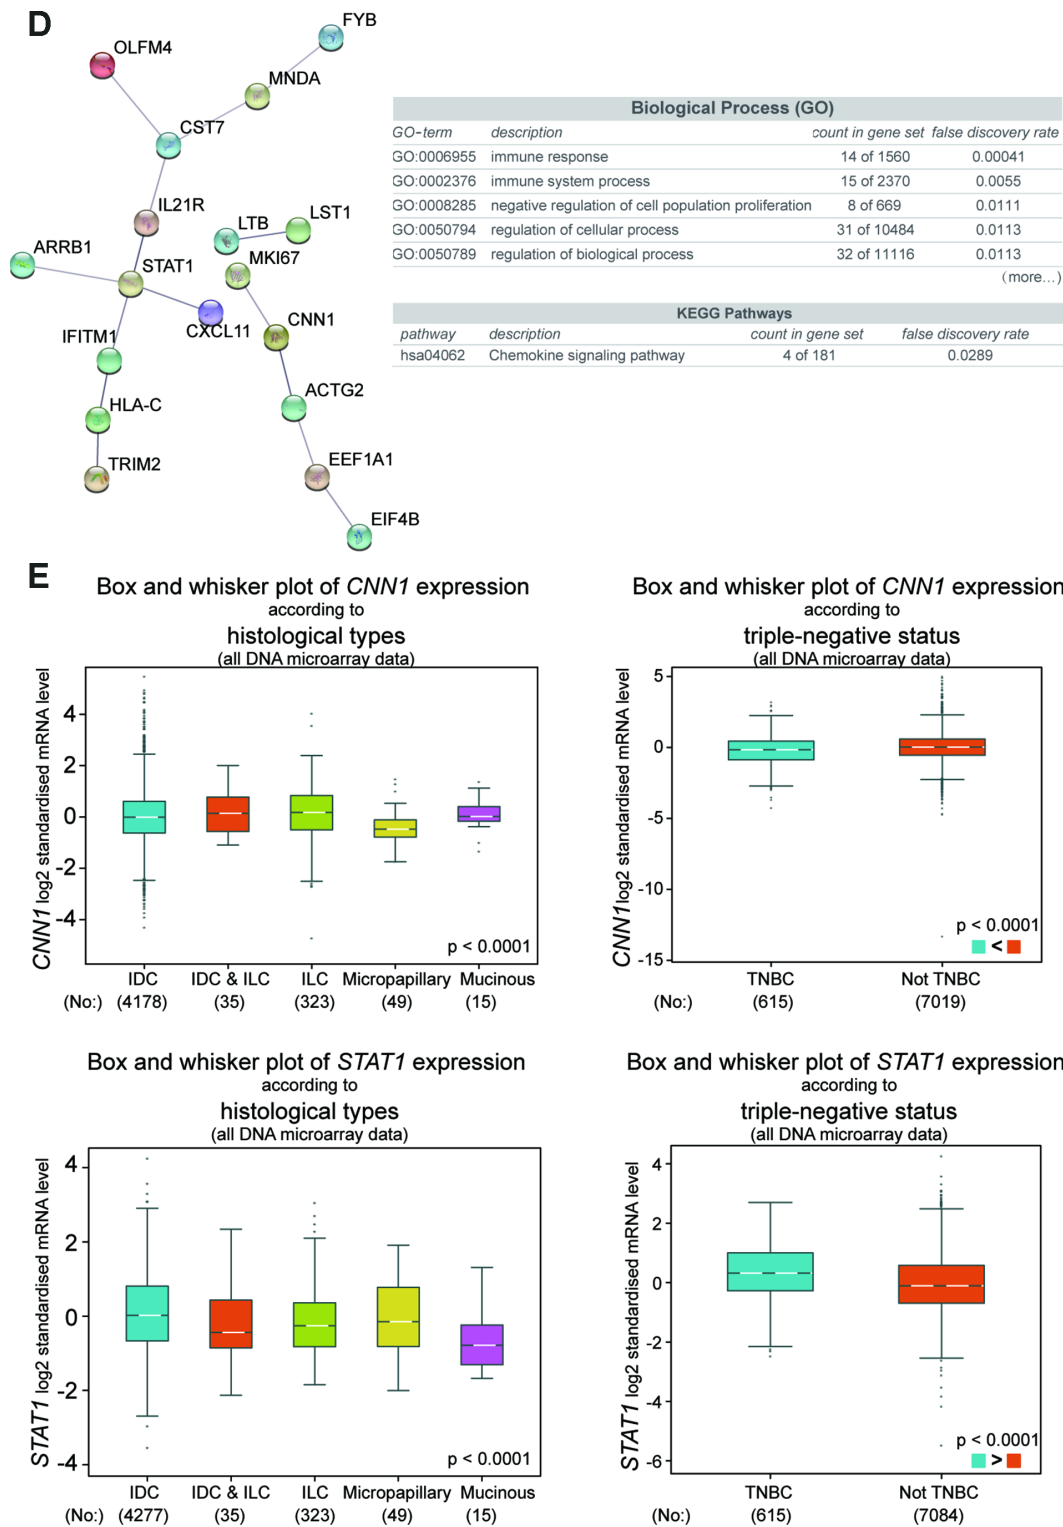 D
FYB
OLFM4
MNDA
CST7
IL21R
LST1
LTB
ARRB1
MKI67
STAT1
CXCL11
CNN1
IFITM1
ACTG2
HLA-C
TRIM2
EEF1A1
EIF4B
Biological Process (GO)
GO-term description count in gene set false discovery rate
GO:0006955 immune response 14 of 1560 0.00041
GO:0002376 immune system process 15 of 2370 0.0055
GO:0008285 negative regulation of cell population proliferation 8 of 669 0.0111
GO:0050794 regulation of cellular process 31 of 10484 0.0113
GO:0050789 regulation of biological process 32 of 11116 0.0113
(more...)
KEGG Pathways
pathway description count in gene set false discovery rate
hsa04062 Chemokine signaling pathway 4 of 181 0.0289
E
Box and whisker plot of CNN1 expression
according to
histological types
(all DNA microarray data)
CNN1 log2 standardised mRNA level
4
2
0
-2
-4
p < 0.0001
IDC IDC & ILC ILC Micropapillary Mucinous
(No:) (4178) (35) (323) (49) (15)
Box and whisker plot of CNN1 expression
according to
triple-negative status
(all DNA microarray data)
CNN1 log2 standardised mRNA level
5
0
-5
-10
-15
p < 0.0001
<
TNBC Not TNBC
(No:) (615) (7019)
Box and whisker plot of STAT1 expression
according to
histological types
(all DNA microarray data)
STAT1 log2 standardised mRNA level
4
2
0
-2
-4
p < 0.0001
IDC IDC & ILC ILC Micropapillary Mucinous
(No:) (4277) (35) (323) (49) (15)
Box and whisker plot of STAT1 expression
according to
triple-negative status
(all DNA microarray data)
STAT1 log2 standardised mRNA level
4
2
0
-2
-4
-6
p < 0.0001
>
TNBC Not TNBC
(No:) (615) (7084)